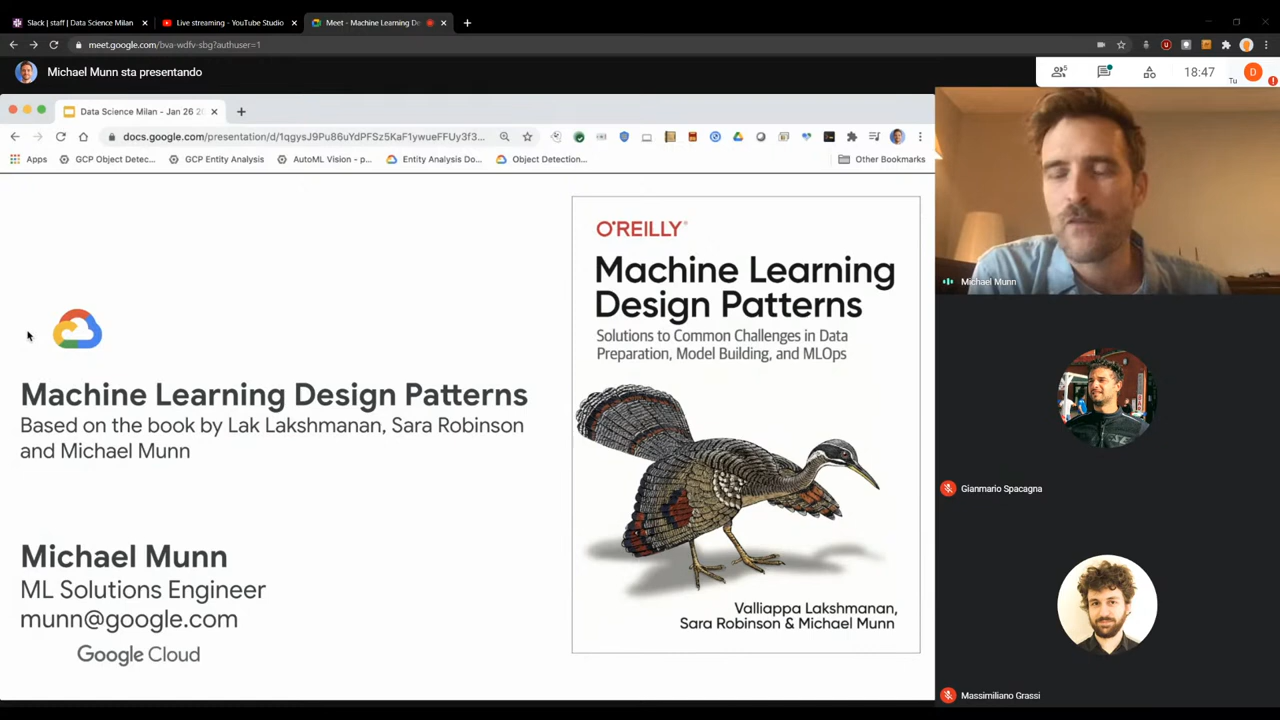 Slack | staff | Data Science Milan
Live streaming - YouTube Studio
Meet - Machine Learning De
meet.google.com/bva-wdfv-sbg?authuser=1
Michael Munn sta presentando
5
18:47
Tu
D
Data Science Milan - Jan 26 20
docs.google.com/presentation/d/1qgysJ9Pu86uYdPFSz5KaF1ywueFFUy3f3...
Apps
GCP Object Detec...
GCP Entity Analysis
AutoML Vision - p...
Entity Analysis Do...
Object Detection...
Other Bookmarks
Machine Learning Design Patterns
Based on the book by Lak Lakshmanan, Sara Robinson
and Michael Munn
Michael Munn
ML Solutions Engineer
munn@google.com
Google Cloud
O'REILLY®
Machine Learning
Design Patterns
Solutions to Common Challenges in Data
Preparation, Model Building, and MLOps
Valliappa Lakshmanan,
Sara Robinson & Michael Munn
Michael Munn
Gianmario Spacagna
Massimiliano Grassi